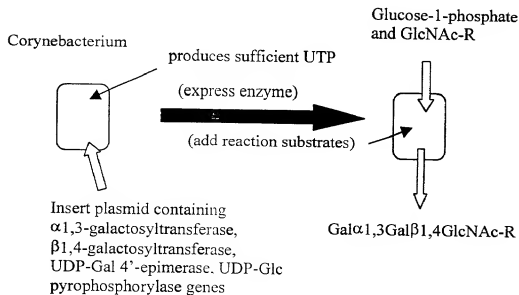 Corynebacterium
produces sufficient UTP
(express enzyme)
(add reaction substrates)
Insert plasmid containing
α1,3-galactosyltransferase,
β1,4-galactosyltransferase,
UDP-Gal 4'-epimerase. UDP-Glc
pyrophosphorylase genes
Glucose-1-phosphate
and GlcNAc-R
Galα1,3Galβ1,4GlcNAc-R